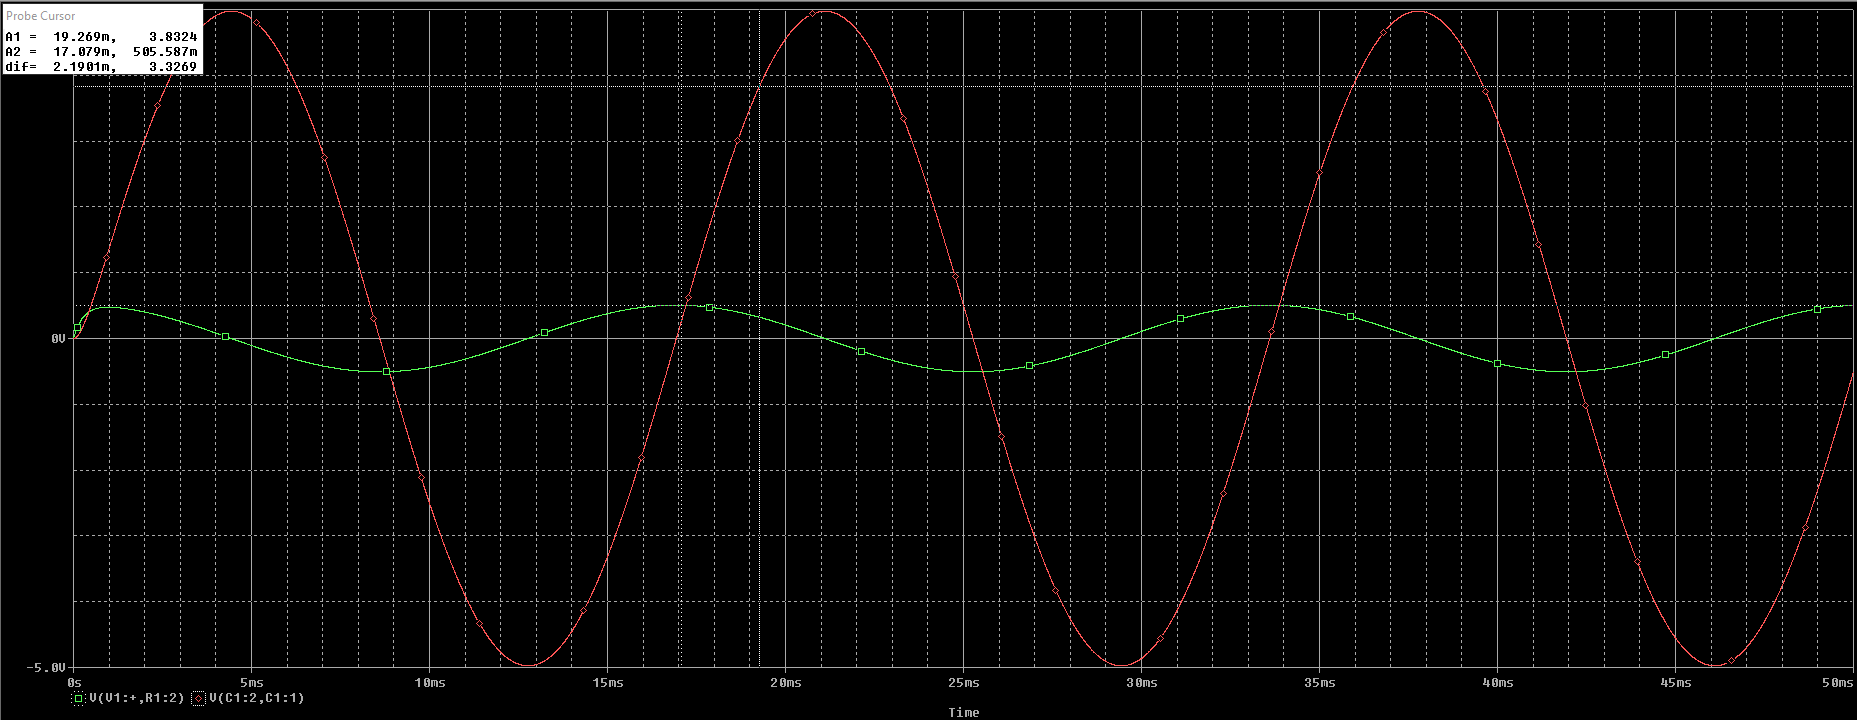 Probe Cursor
A1 = 19.269m, 3.8324
A2 = 17.079m, 505.587m
dif= 2.1901m, 3.3269
0V
-5.0V
0s 5ms 10ms 15ms 20ms 25ms 30ms 35ms 40ms 45ms 50ms
V(V1:+,R1:2) V(C1:2,C1:1)
Time